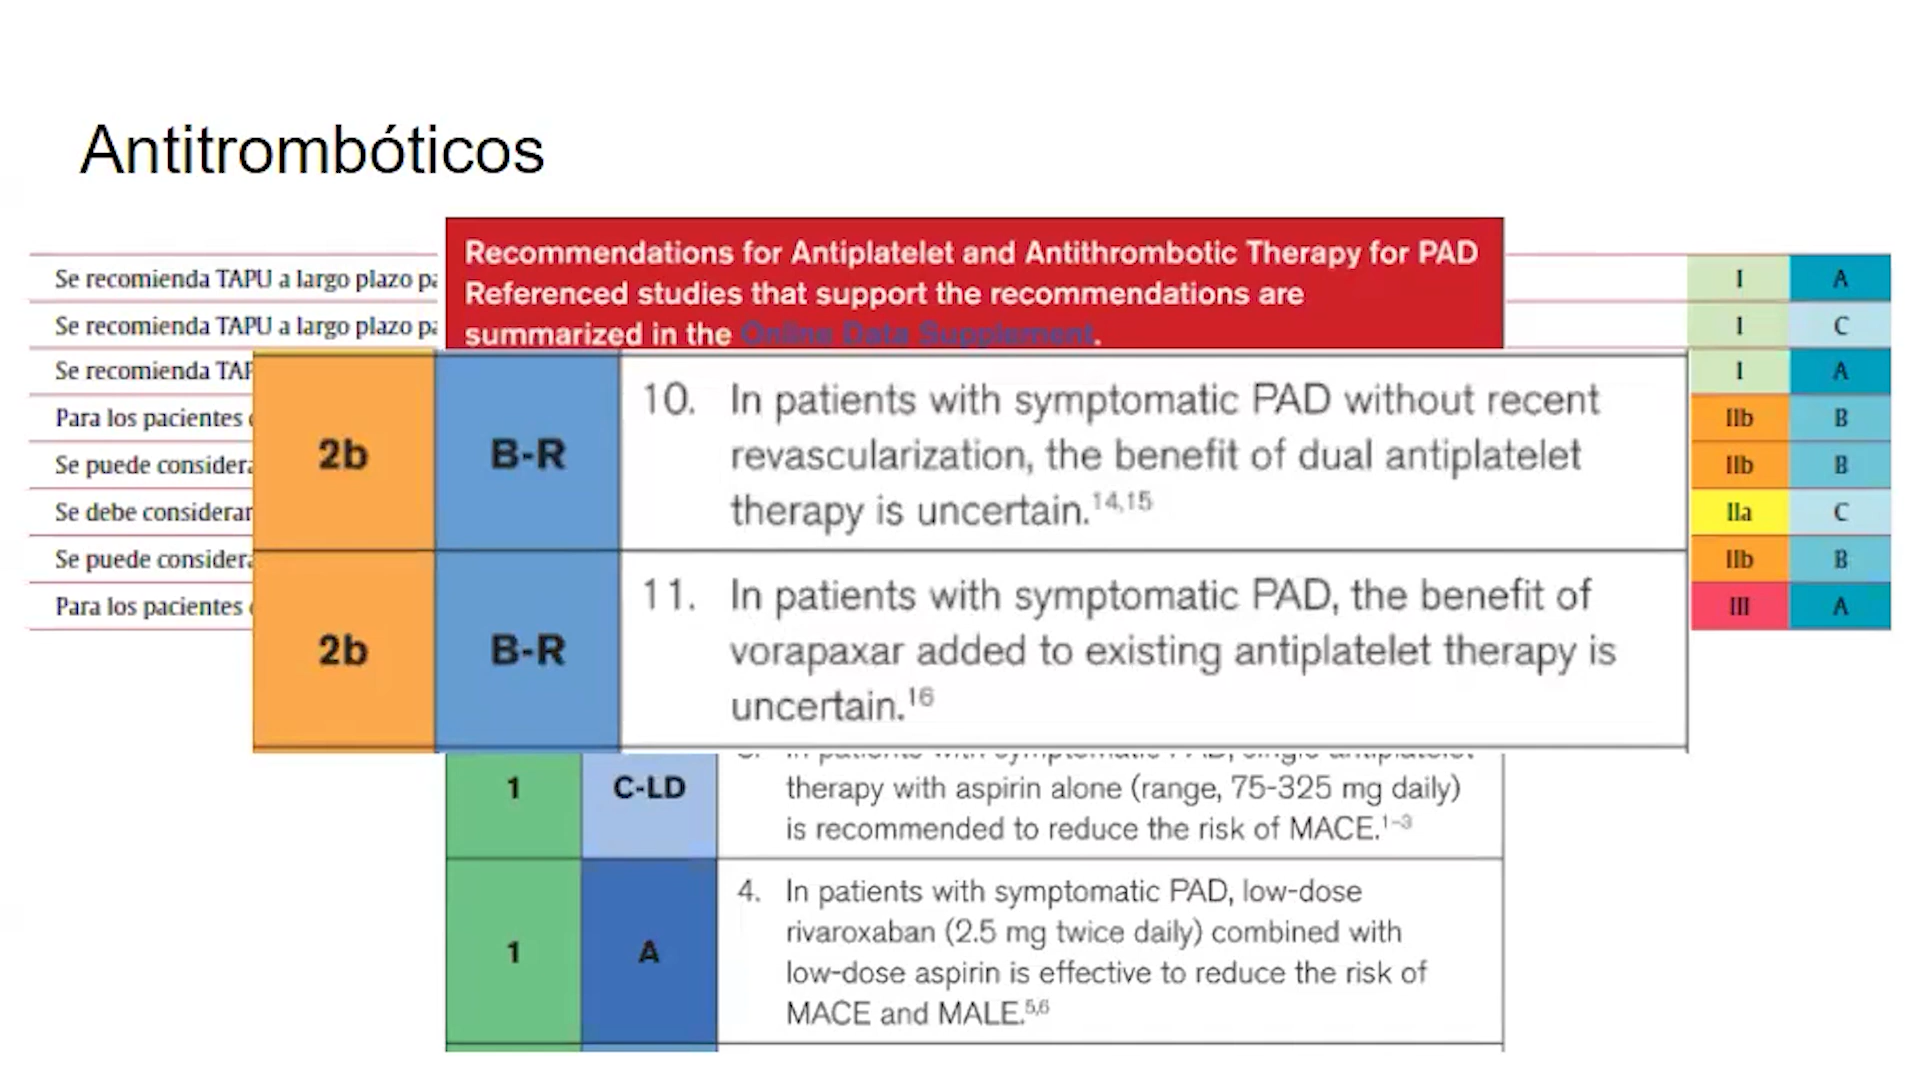 Antitrombóticos
Recommendations for Antiplatelet and Antithrombotic Therapy for PAD
Referenced studies that support the recommendations are
summarized in the Online Data Supplement.
Se recomienda TAPU a largo plazo
I A
Se recomienda TAPU a largo plazo
I C
Se recomienda
I A
Para los pacientes
IIb B
Se puede
IIb B
Se debe considerar
IIa C
Se puede
IIb B
Para los pacientes
III A
2b B-R 10. In patients with symptomatic PAD without recent
revascularization, the benefit of dual antiplatelet
therapy is uncertain.14,15
2b B-R 11. In patients with symptomatic PAD, the benefit of
vorapaxar added to existing antiplatelet therapy is
uncertain.16
1 C-LD therapy with aspirin alone (range, 75-325 mg daily)
is recommended to reduce the risk of MACE.1–3
1 A 4. In patients with symptomatic PAD, low-dose
rivaroxaban (2.5 mg twice daily) combined with
low-dose aspirin is effective to reduce the risk of
MACE and MALE.5,6